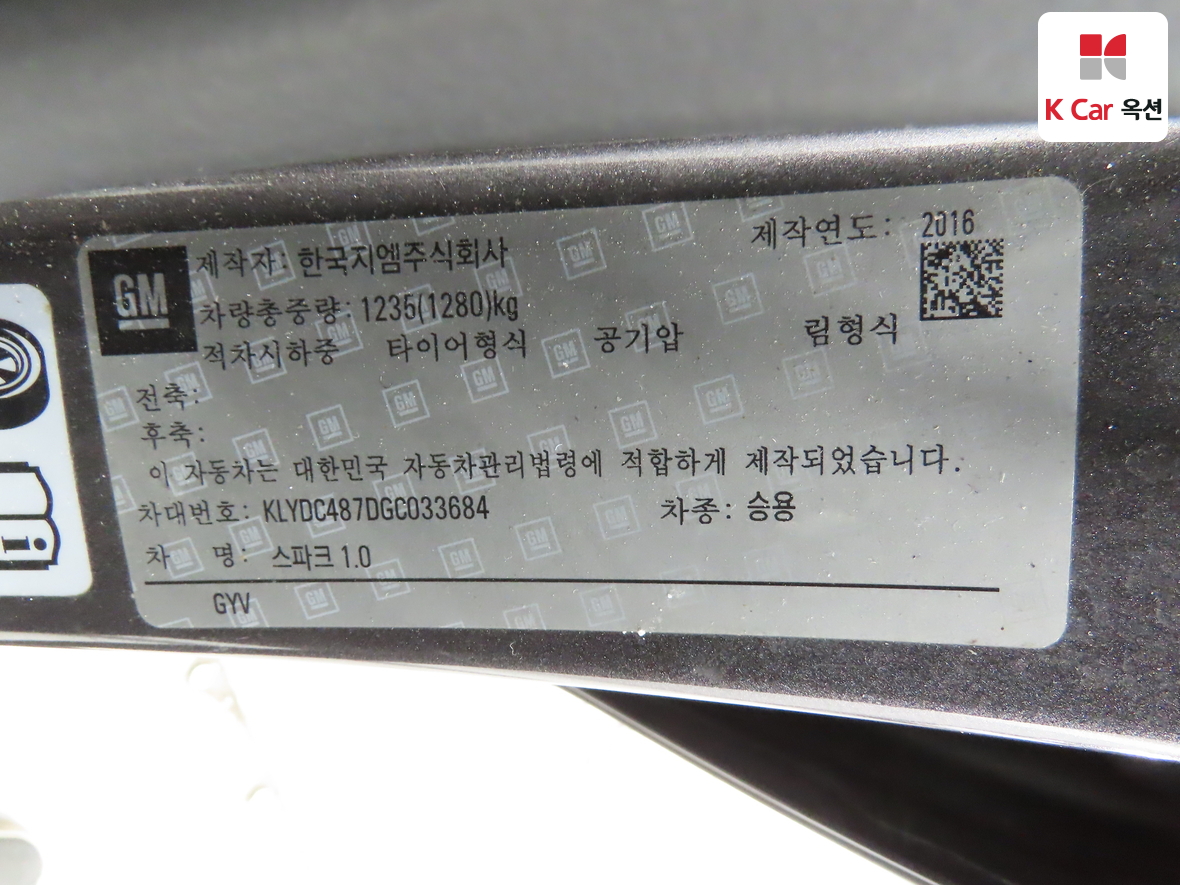 K Car 옥션
제작연도: 2016
GM
제작자: 한국지엠주식회사
차량총중량: 1235(1280)kg
적차시하중 타이어형식 공기압 림형식
전축:
후축:
이 자동차는 대한민국 자동차관리법령에 적합하게 제작되었습니다.
차대번호: KLYDC487DGC033684 차종: 승용
차 명: 스파크 1.0
GYV
i